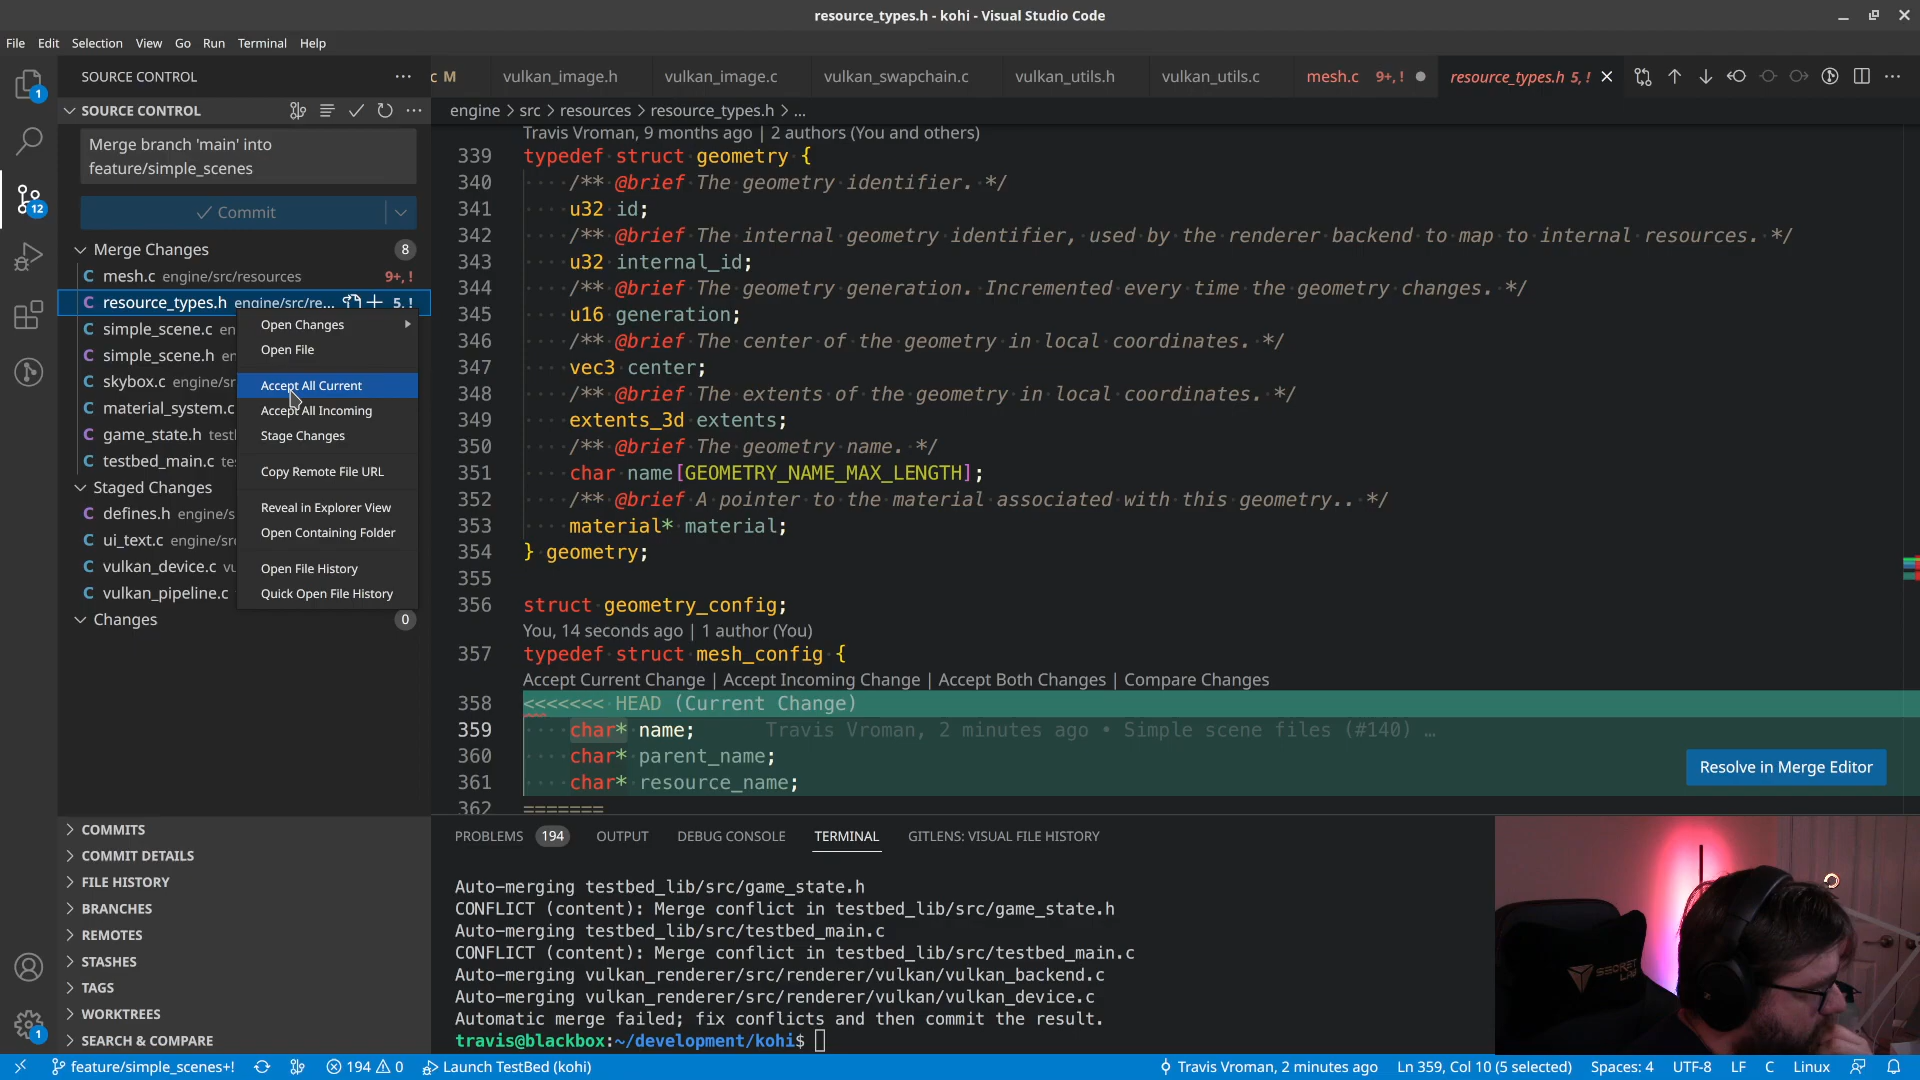 resource_types.h - kohi - Visual Studio Code
File Edit Selection View Go Run Terminal Help
SOURCE CONTROL
c M vulkan_image.h vulkan_image.c vulkan_swapchain.c vulkan_utils.h vulkan_utils.c mesh.c 9+, ! resource_types.h 5, !
1
SOURCE CONTROL
engine > src > resources > resource_types.h > ...
Merge branch 'main' into
feature/simple_scenes
Commit
12
Merge Changes 8
mesh.c engine/src/resources 9+, !
resource_types.h engine/src/re... 5, !
simple_scene.c en
simple_scene.h en
skybox.c engine/sr
material_system.c
game_state.h testl
testbed_main.c te
Staged Changes
defines.h engine/s
ui_text.c engine/src
vulkan_device.c vu
vulkan_pipeline.c
Changes 0
Open Changes
Open File
Accept All Current
Accept All Incoming
Stage Changes
Copy Remote File URL
Reveal in Explorer View
Open Containing Folder
Open File History
Quick Open File History
COMMITS
COMMIT DETAILS
FILE HISTORY
BRANCHES
REMOTES
STASHES
TAGS
WORKTREES
SEARCH & COMPARE
1
Travis Vroman, 9 months ago | 2 authors (You and others)
339 typedef struct geometry {
340 /** @brief The geometry identifier. */
341 u32 id;
342 /** @brief The internal geometry identifier, used by the renderer backend to map to internal resources. */
343 u32 internal_id;
344 /** @brief The geometry generation. Incremented every time the geometry changes. */
345 u16 generation;
346 /** @brief The center of the geometry in local coordinates. */
347 vec3 center;
348 /** @brief The extents of the geometry in local coordinates. */
349 extents_3d extents;
350 /** @brief The geometry name. */
351 char name[GEOMETRY_NAME_MAX_LENGTH];
352 /** @brief A pointer to the material associated with this geometry.. */
353 material* material;
354 } geometry;
355
356 struct geometry_config;
You, 14 seconds ago | 1 author (You)
357 typedef struct mesh_config {
Accept Current Change | Accept Incoming Change | Accept Both Changes | Compare Changes
358 <<<<<<< HEAD (Current Change)
359 char* name; Travis Vroman, 2 minutes ago • Simple scene files (#140) …
360 char* parent_name;
361 char* resource_name;
362 =======
Resolve in Merge Editor
PROBLEMS 194 OUTPUT DEBUG CONSOLE TERMINAL GITLENS: VISUAL FILE HISTORY
Auto-merging testbed_lib/src/game_state.h
CONFLICT (content): Merge conflict in testbed_lib/src/game_state.h
Auto-merging testbed_lib/src/testbed_main.c
CONFLICT (content): Merge conflict in testbed_lib/src/testbed_main.c
Auto-merging vulkan_renderer/src/renderer/vulkan/vulkan_backend.c
Auto-merging vulkan_renderer/src/renderer/vulkan/vulkan_device.c
Automatic merge failed; fix conflicts and then commit the result.
travis@blackbox:~/development/kohi$
SECRET LAB
feature/simple_scenes+! 194 0 Launch TestBed (kohi) Travis Vroman, 2 minutes ago Ln 359, Col 10 (5 selected) Spaces: 4 UTF-8 LF C Linux